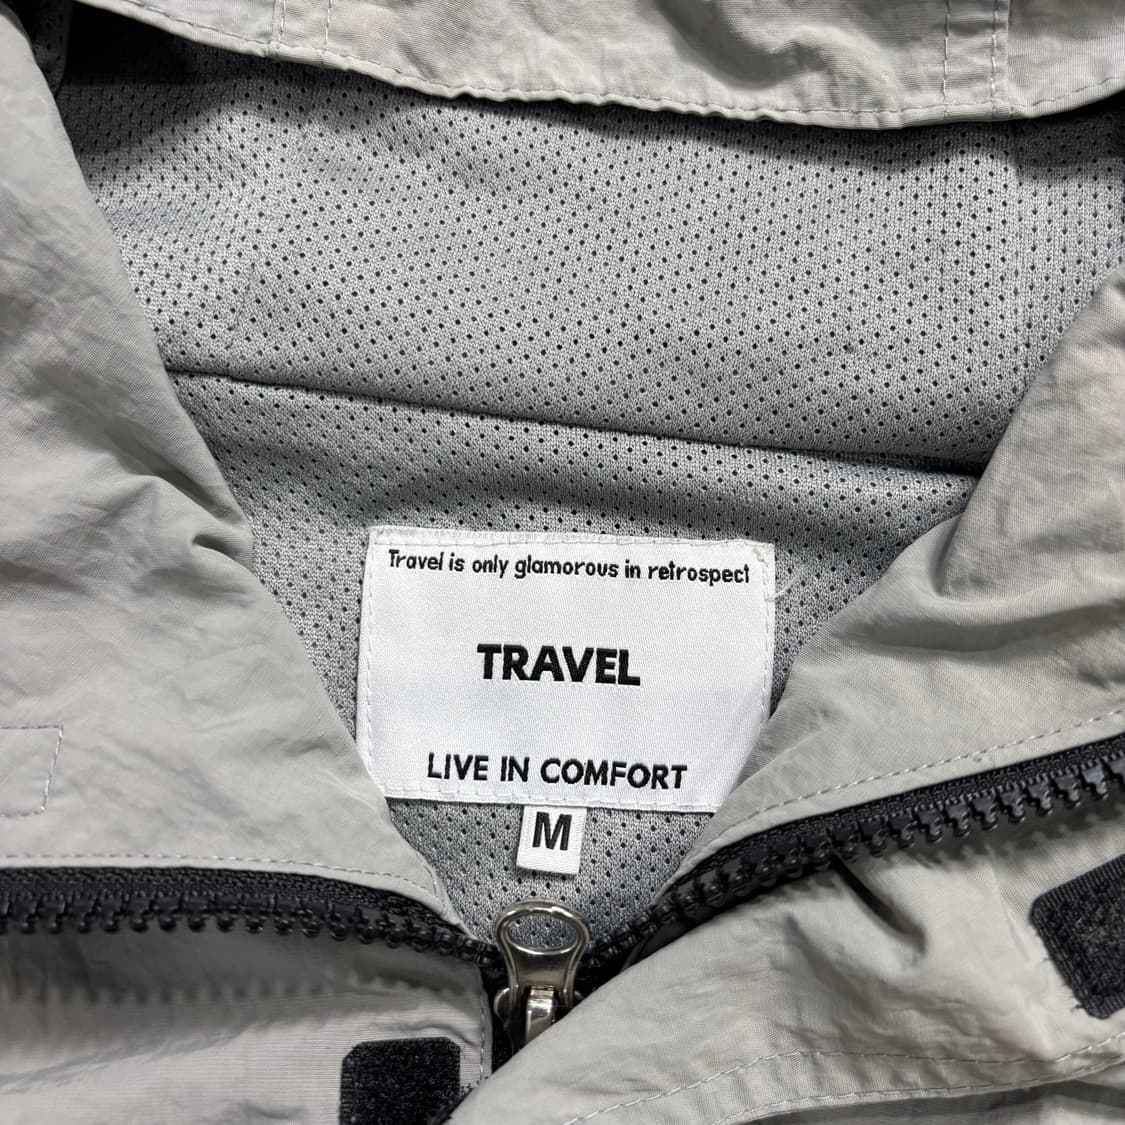 Travel is only glamorous in retrospect
TRAVEL
LIVE IN COMFORT
M